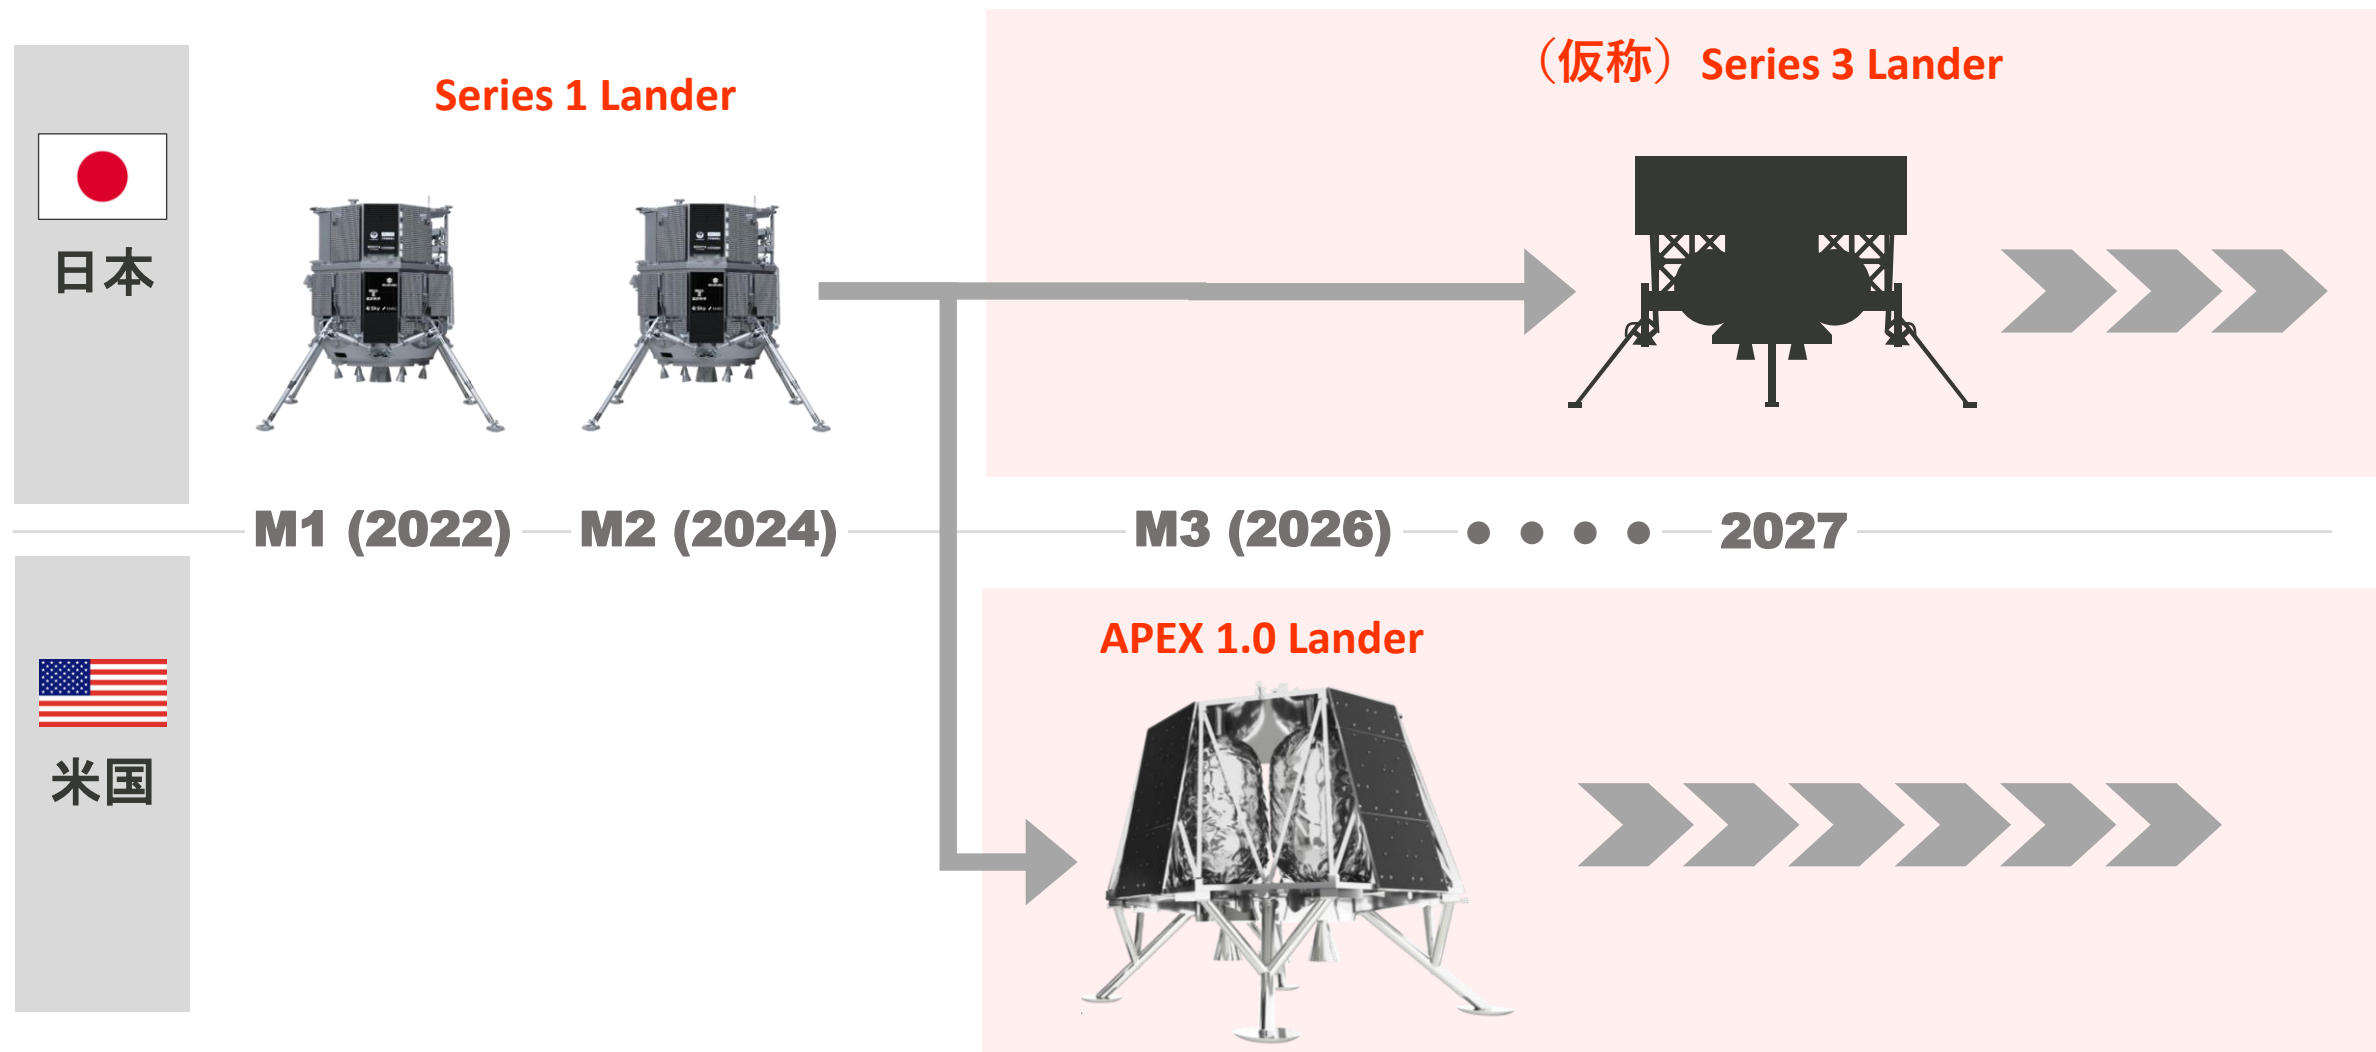 Series 1 Lander
（仮称）Series 3 Lander
日本
M1 (2022)
M2 (2024)
M3 (2026)
2027
米国
APEX 1.0 Lander